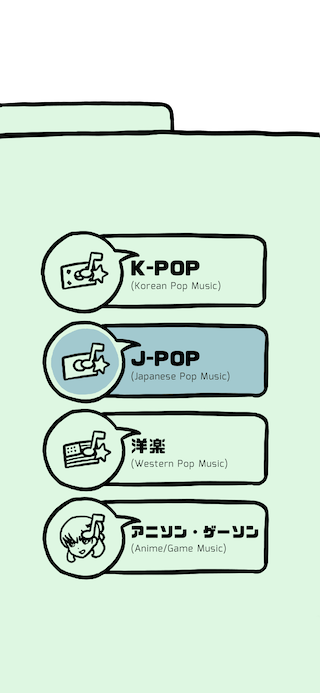 K-POP
(Korean Pop Music)
J-POP
(Japanese Pop Music)
洋楽
(Western Pop Music)
アニソン・ゲーソン
(Anime/Game Music)